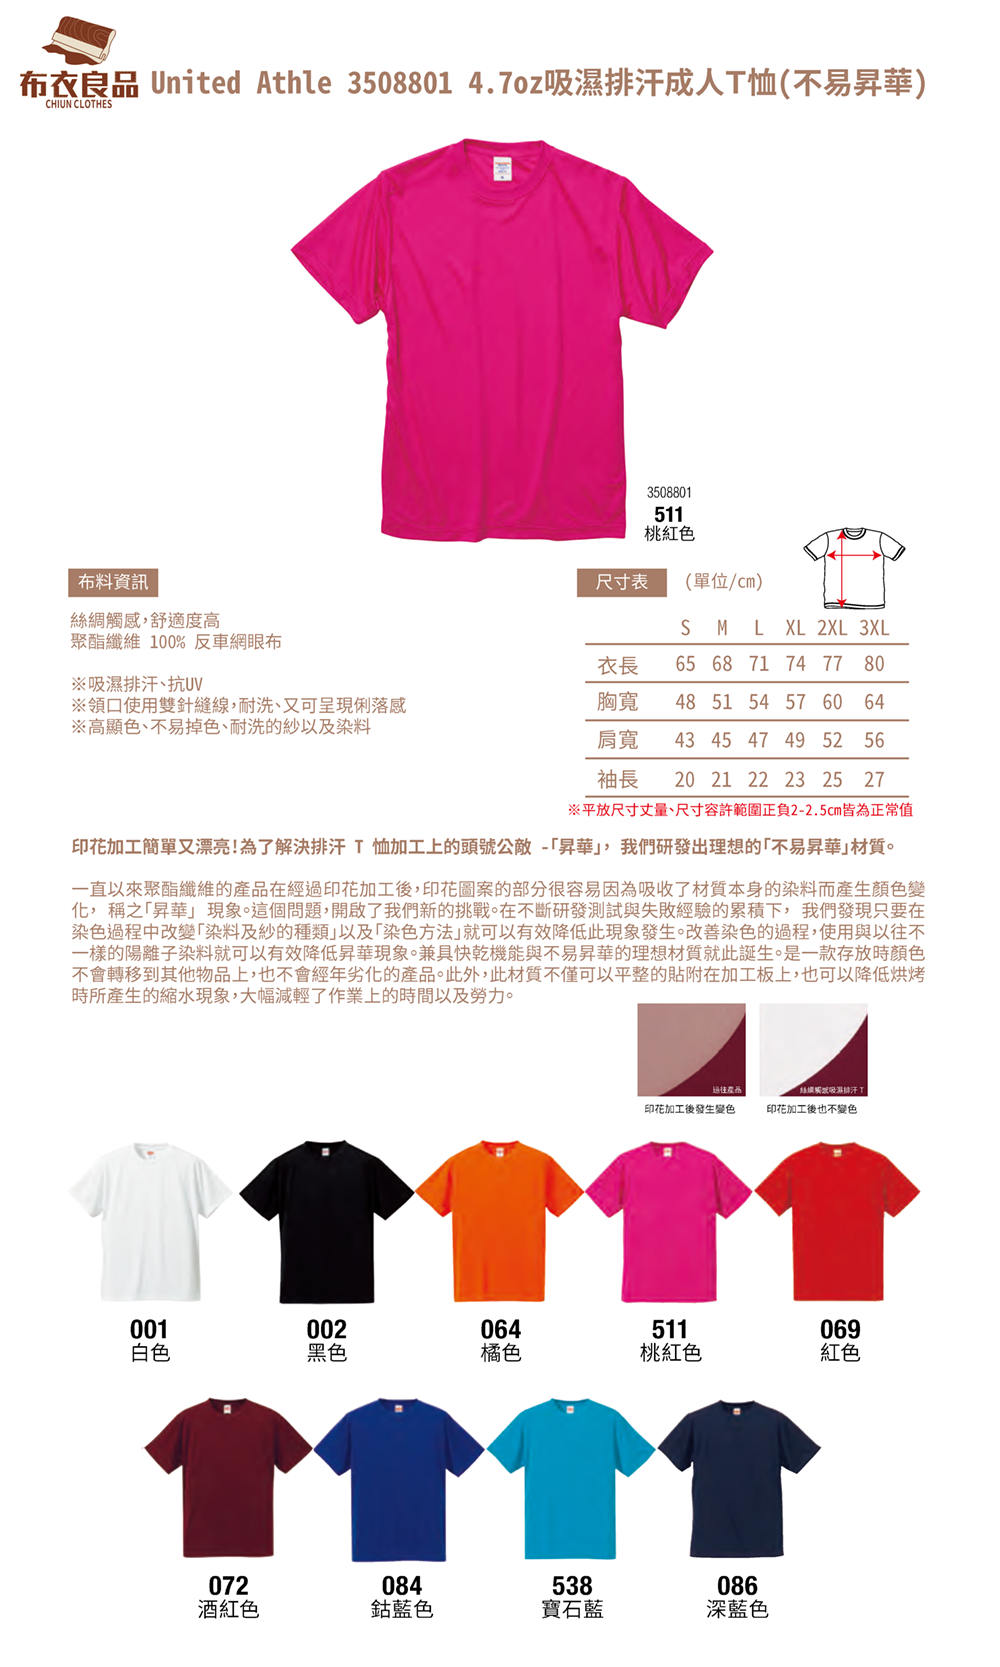 布衣良品
CHIUN CLOTHES
United Athle 3508801 4.7oz吸濕排汗成人T恤(不易昇華)
3508801
511
桃紅色
布料資訊
絲綢觸感,舒適度高
聚酯纖維 100% 反車網眼布
※吸濕排汗、抗UV
※領口使用雙針縫線,耐洗、又可呈現俐落感
※高顯色、不易掉色、耐洗的紗以及染料
尺寸表 (單位/cm)
S M L XL 2XL 3XL
衣長 65 68 71 74 77 80
胸寬 48 51 54 57 60 64
肩寬 43 45 47 49 52 56
袖長 20 21 22 23 25 27
※平放尺寸丈量、尺寸容許範圍正負2-2.5cm皆為正常值
印花加工簡單又漂亮!為了解決排汗 T 恤加工上的頭號公敵 -「昇華」, 我們研發出理想的「不易昇華」材質。
一直以來聚酯纖維的產品在經過印花加工後,印花圖案的部分很容易因為吸收了材質本身的染料而產生顏色變
化, 稱之「昇華」 現象。這個問題,開啟了我們新的挑戰。在不斷研發測試與失敗經驗的累積下, 我們發現只要在
染色過程中改變「染料及紗的種類」以及「染色方法」就可以有效降低此現象發生。改善染色的過程,使用與以往不
一樣的陽離子染料就可以有效降低昇華現象。兼具快乾機能與不易昇華的理想材質就此誕生。是一款存放時顏色
不會轉移到其他物品上,也不會經年劣化的產品。此外,此材質不僅可以平整的貼附在加工板上,也可以降低烘烤
時所產生的縮水現象,大幅減輕了作業上的時間以及勞力。
過往產品
絲綢觸感吸濕排汗 T
印花加工後發生變色
印花加工後也不變色
001
白色
002
黑色
064
橘色
511
桃紅色
069
紅色
072
酒紅色
084
鈷藍色
538
寶石藍
086
深藍色